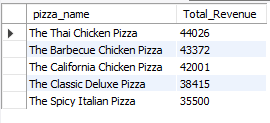 pizza_name Total_Revenue
The Thai Chicken Pizza 44026
The Barbecue Chicken Pizza 43372
The California Chicken Pizza 42001
The Classic Deluxe Pizza 38415
The Spicy Italian Pizza 35500